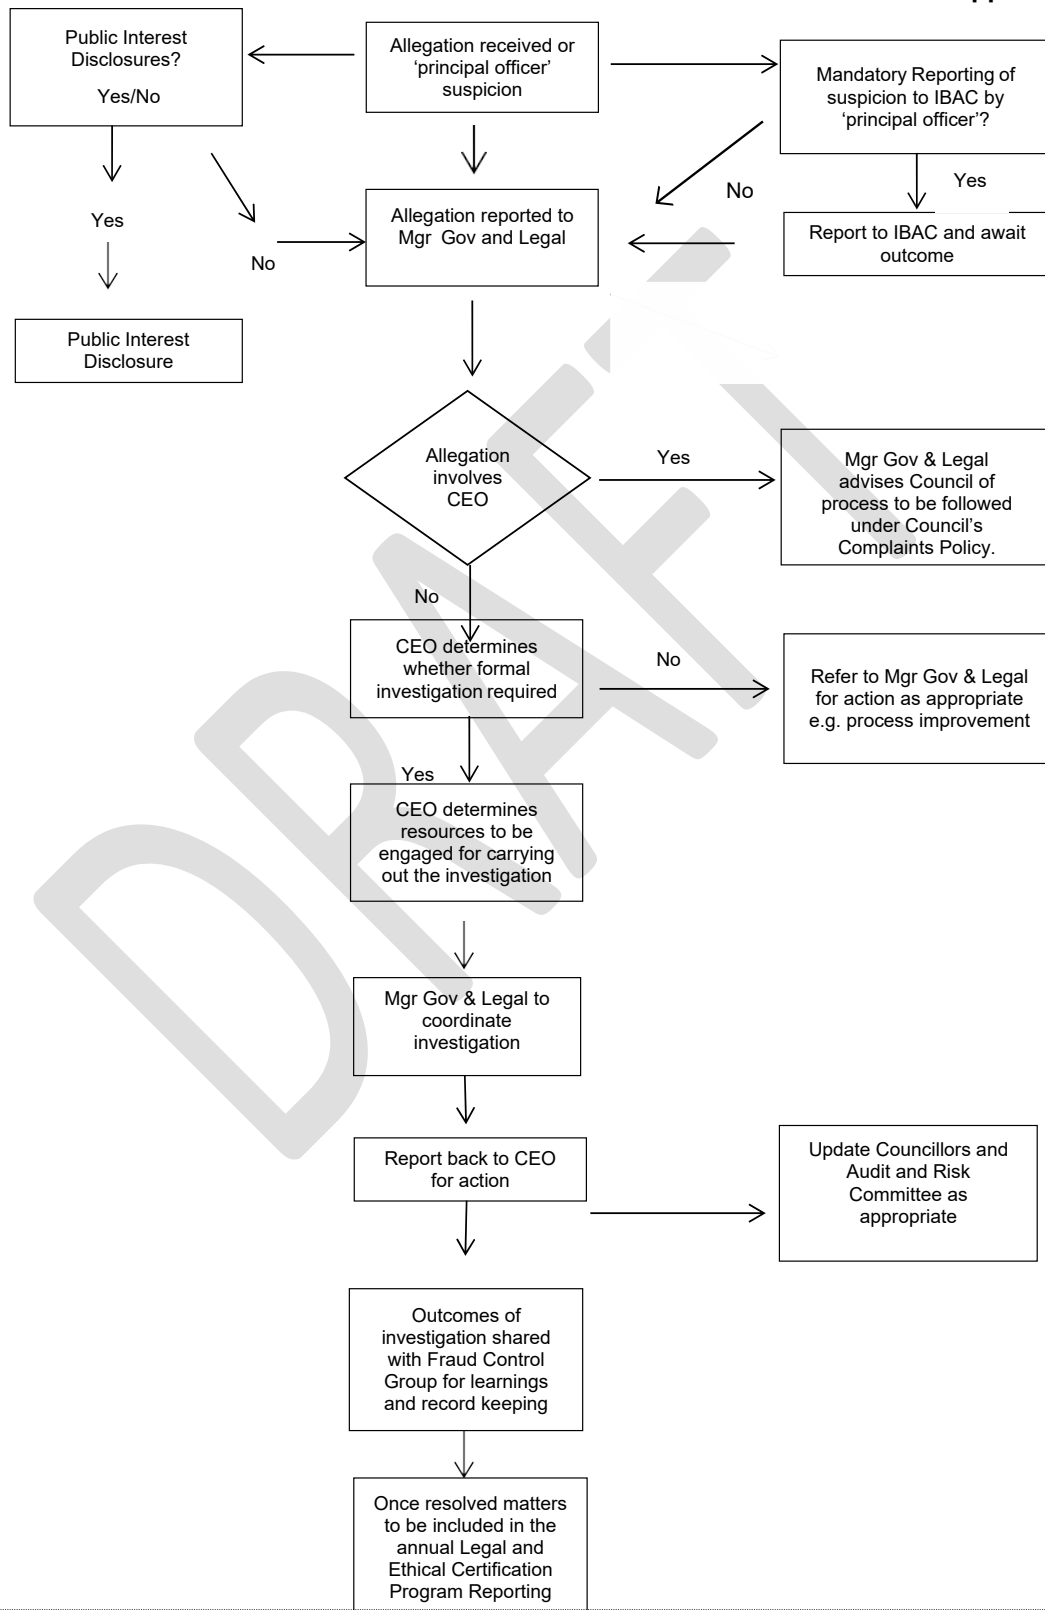 Public Interest
Disclosures?
Yes/No
Allegation received or
‘principal officer’
suspicion
Mandatory Reporting of
suspicion to IBAC by
‘principal officer’?
No
Yes
Yes
No
Allegation reported to
Mgr Gov and Legal
Report to IBAC and await
outcome
Public Interest
Disclosure
Allegation
involves
CEO
Yes
Mgr Gov & Legal
advises Council of
process to be followed
under Council’s
Complaints Policy.
No
CEO determines
whether formal
investigation required
No
Refer to Mgr Gov & Legal
for action as appropriate
e.g. process improvement
Yes
CEO determines
resources to be
engaged for carrying
out the investigation
Mgr Gov & Legal to
coordinate
investigation
Report back to CEO
for action
Update Councillors and
Audit and Risk
Committee as
appropriate
Outcomes of
investigation shared
with Fraud Control
Group for learnings
and record keeping
Once resolved matters
to be included in the
annual Legal and
Ethical Certification
Program Reporting
DRAFT